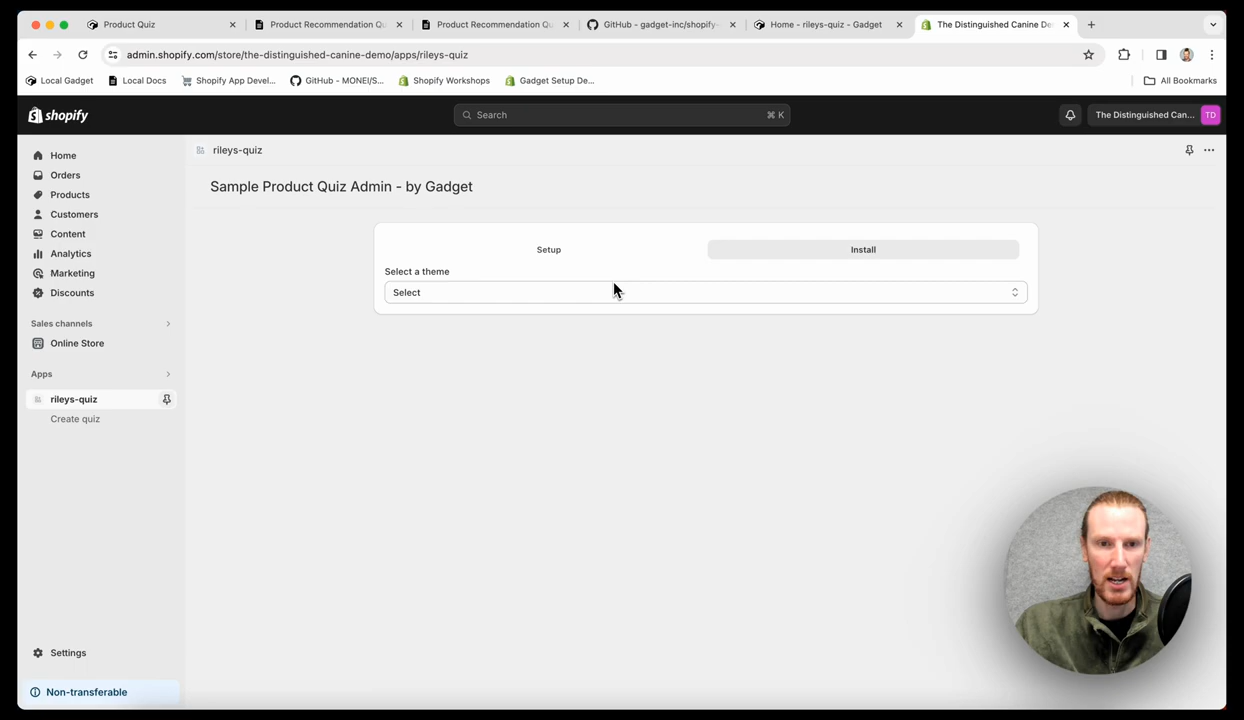 Product Quiz
Product Recommendation Qu
Product Recommendation Qu
GitHub - gadget-inc/shopify-
Home - rileys-quiz - Gadget
The Distinguished Canine De
admin.shopify.com/store/the-distinguished-canine-demo/apps/rileys-quiz
Local Gadget
Local Docs
Shopify App Devel...
GitHub - MONEI/S...
Shopify Workshops
Gadget Setup De...
All Bookmarks
shopify
Search
⌘ K
The Distinguished Can...
TD
Home
Orders
Products
Customers
Content
Analytics
Marketing
Discounts
Sales channels
Online Store
Apps
rileys-quiz
Create quiz
Settings
Non-transferable
rileys-quiz
Sample Product Quiz Admin - by Gadget
Setup
Install
Select a theme
Select